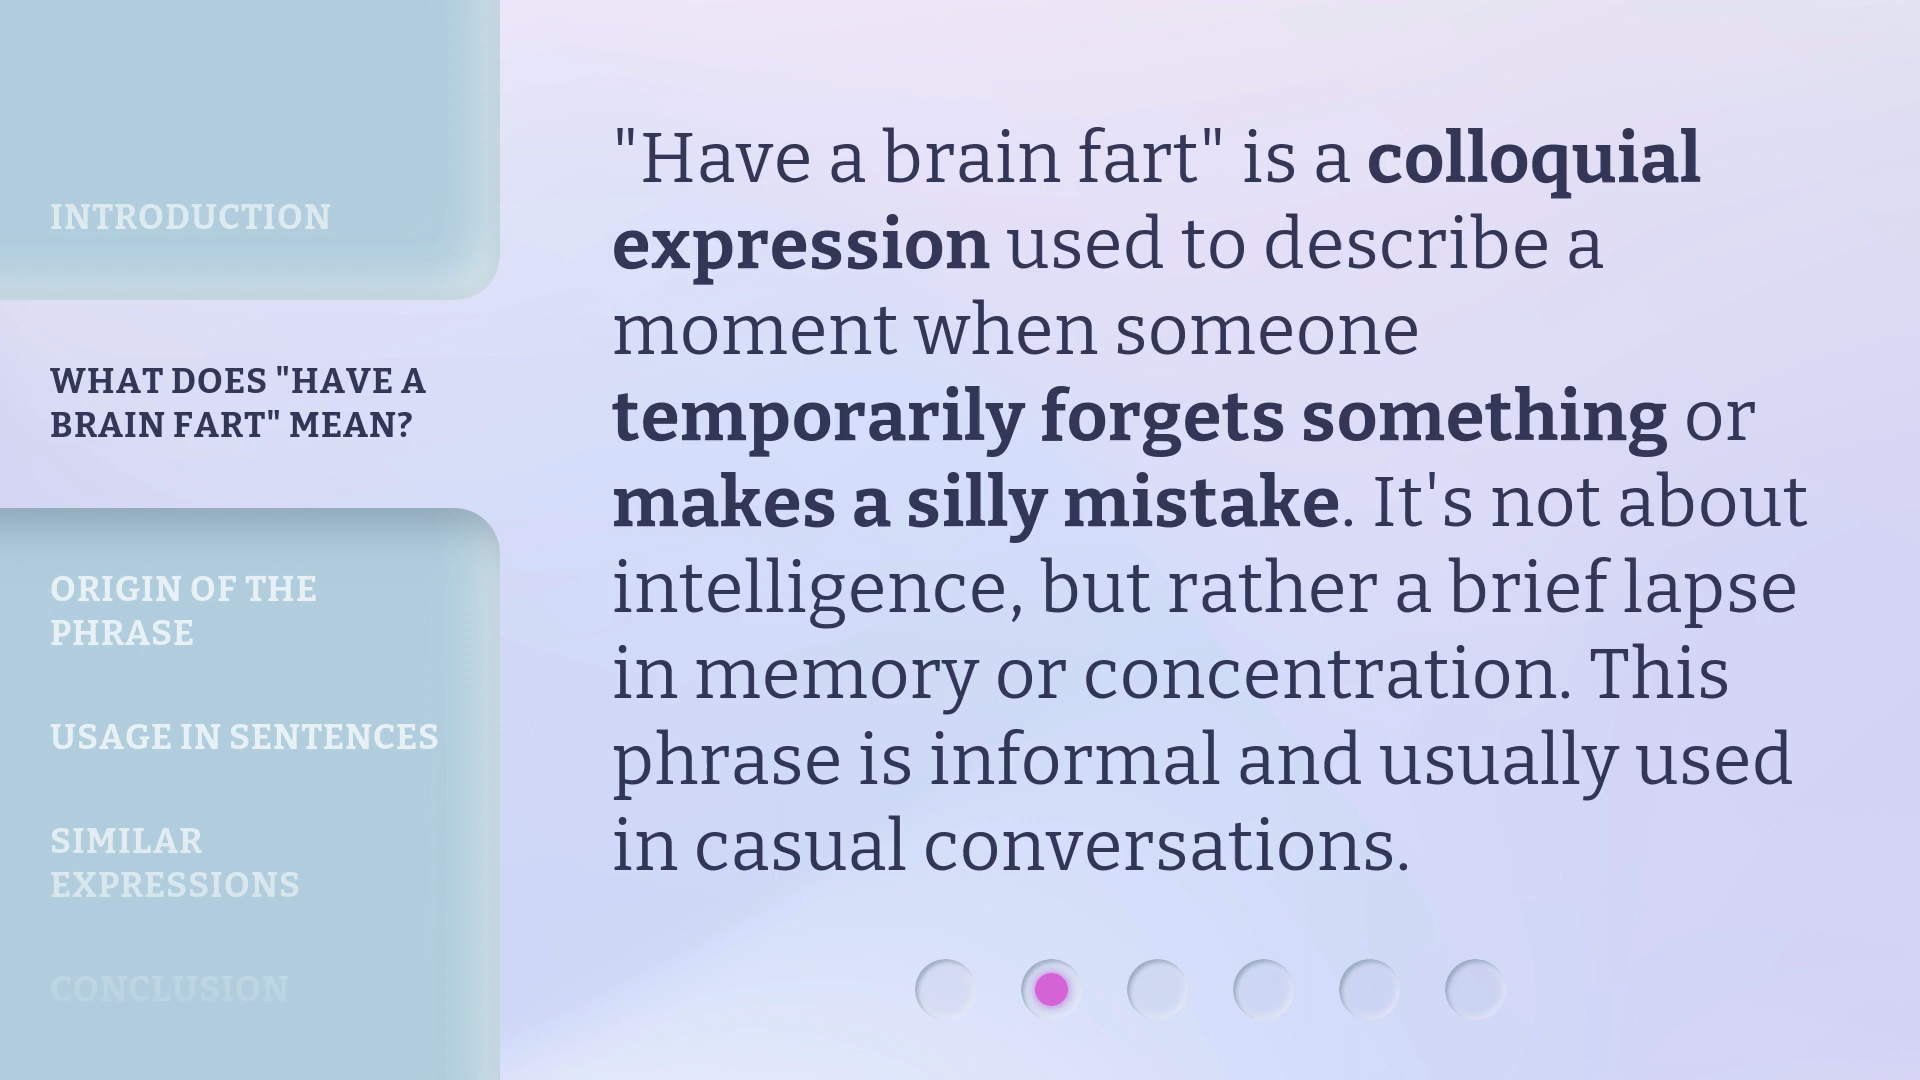 INTRODUCTION
WHAT DOES "HAVE A
BRAIN FART" MEAN?
ORIGIN OF THE
PHRASE
USAGE IN SENTENCES
SIMILAR
EXPRESSIONS
CONCLUSION
"Have a brain fart" is a colloquial
expression used to describe a
moment when someone
temporarily forgets something or
makes a silly mistake. It's not about
intelligence, but rather a brief lapse
in memory or concentration. This
phrase is informal and usually used
in casual conversations.